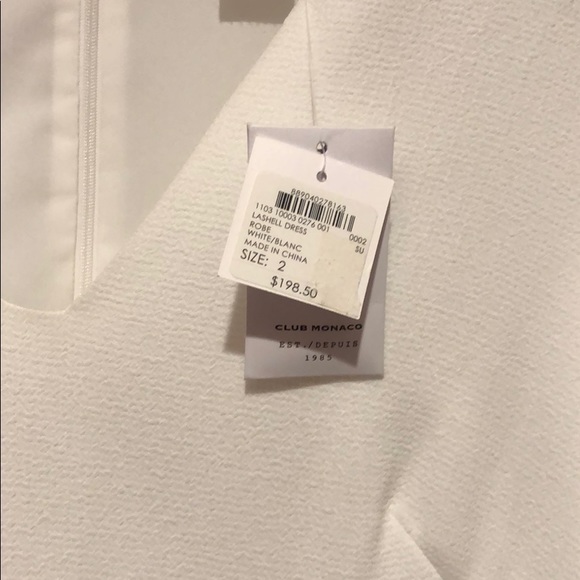 889040278163
1103 10003 0276 001 0002
LASHELL DRESS SU
ROBE
WHITE/BLANC
MADE IN CHINA
SIZE: 2
$198.50
CLUB MONACO
EST./DEPUIS
1985